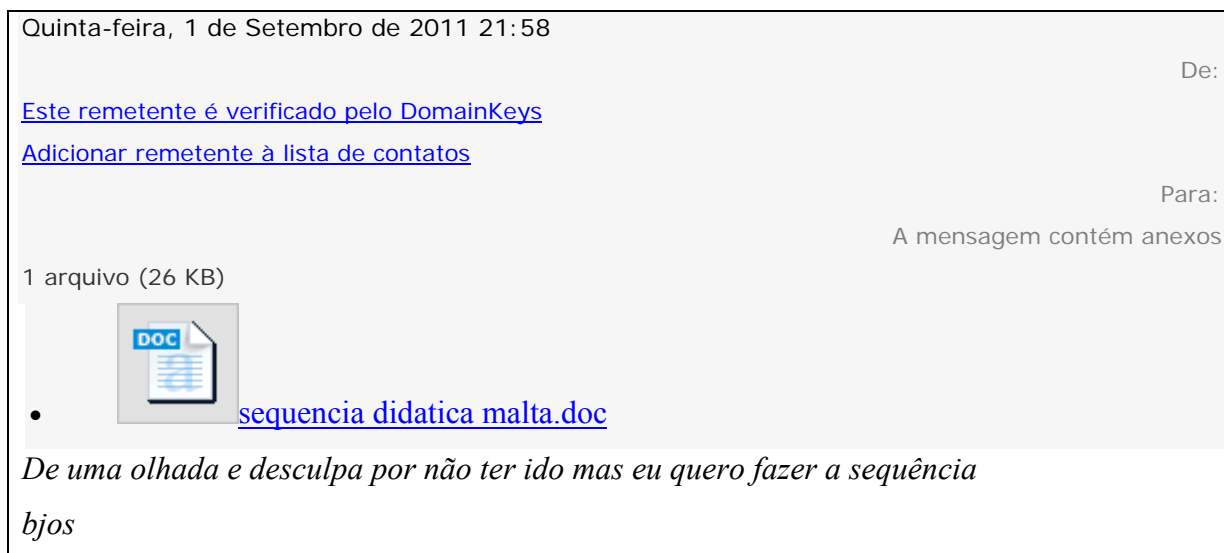 Quinta-feira, 1 de Setembro de 2011 21:58
De:
Este remetente é verificado pelo DomainKeys
Adicionar remetente à lista de contatos
Para:
A mensagem contém anexos
1 arquivo (26 KB)
DOC
a
• sequencia didatica malta.doc
De uma olhada e desculpa por não ter ido mas eu quero fazer a sequência
bjos